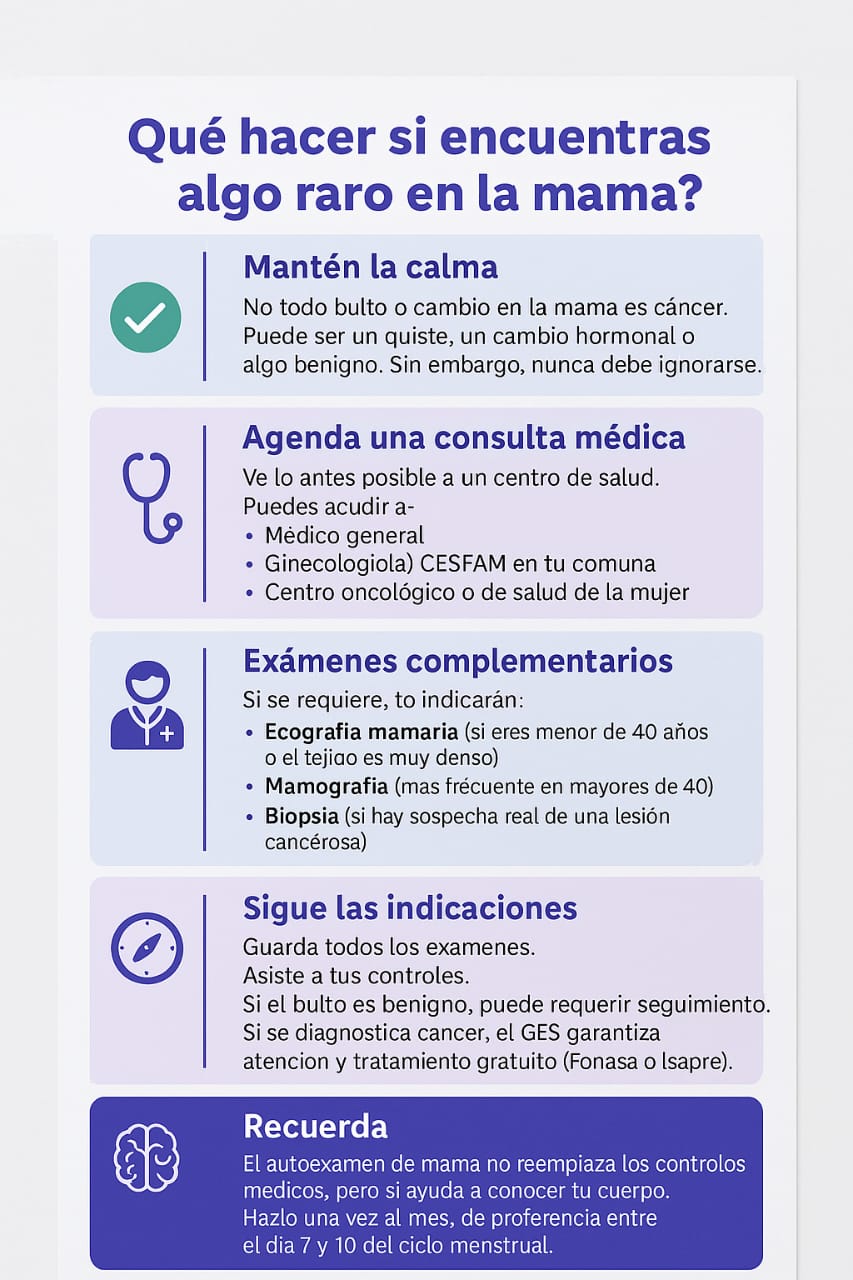 Qué hacer si encuentras
algo raro en la mama?
Mantén la calma
No todo bulto o cambio en la mama es cáncer.
Puede ser un quiste, un cambio hormonal o
algo benigno. Sin embargo, nunca debe ignorarse.
Agenda una consulta médica
Ve lo antes posible a un centro de salud.
Puedes acudir a-
• Médico general
• Ginecologiola) CESFAM en tu comuna
• Centro oncológico o de salud de la mujer
Exámenes complementarios
Si se requiere, to indicarán:
• Ecografia mamaria (si eres menor de 40 años
o el tejiɑo es muy denso)
• Mamografia (mas frécuente en mayores de 40)
• Biopsia (si hay sospecha real de una lesión
cancérosa)
Sigue las indicaciones
Guarda todos los examenes.
Asiste a tus controles.
Si el bulto es benigno, puede requerir seguimiento.
Si se diagnostica cancer, el GES garantiza
atencion y tratamiento gratuito (Fonasa o Isapre).
Recuerda
El autoexamen de mama no reempiaza los controlos
medicos, pero si ayuda a conocer tu cuerpo.
Hazlo una vez al mes, de proferencia entre
el dia 7 y 10 del ciclo menstrual.